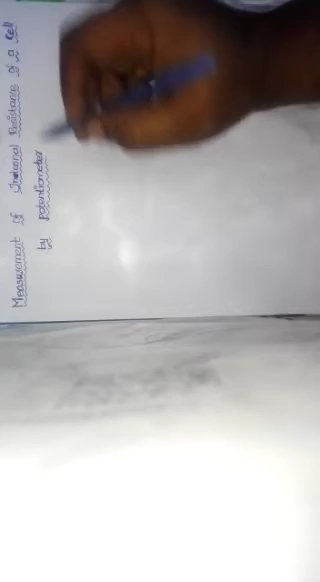 Measurement of Internal Resistance of a Cell
by potentiometer